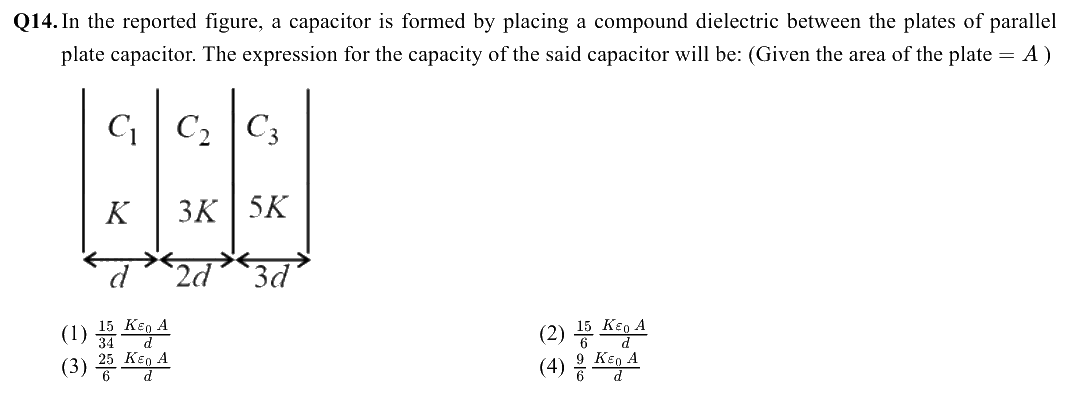 Q14. In the reported figure, a capacitor is formed by placing a compound dielectric between the plates of parallel
plate capacitor. The expression for the capacity of the said capacitor will be: (Given the area of the plate = A )
C₁ C₂ C₃
K 3K 5K
d 2d 3d
(1) 15/34 Kε₀ A/d (2) 15/6 Kε₀ A/d
(3) 25/6 Kε₀ A/d (4) 9/6 Kε₀ A/d